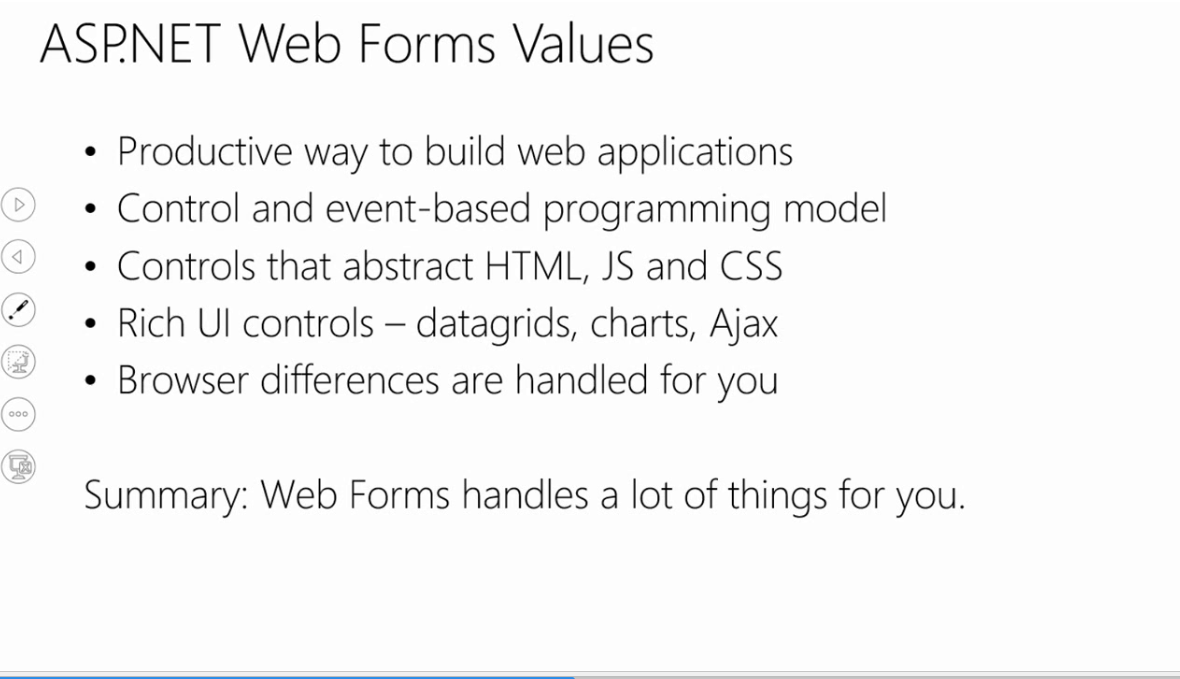 ASP.NET Web Forms Values
• Productive way to build web applications
• Control and event-based programming model
• Controls that abstract HTML, JS and CSS
• Rich UI controls – datagrids, charts, Ajax
• Browser differences are handled for you
Summary: Web Forms handles a lot of things for you.